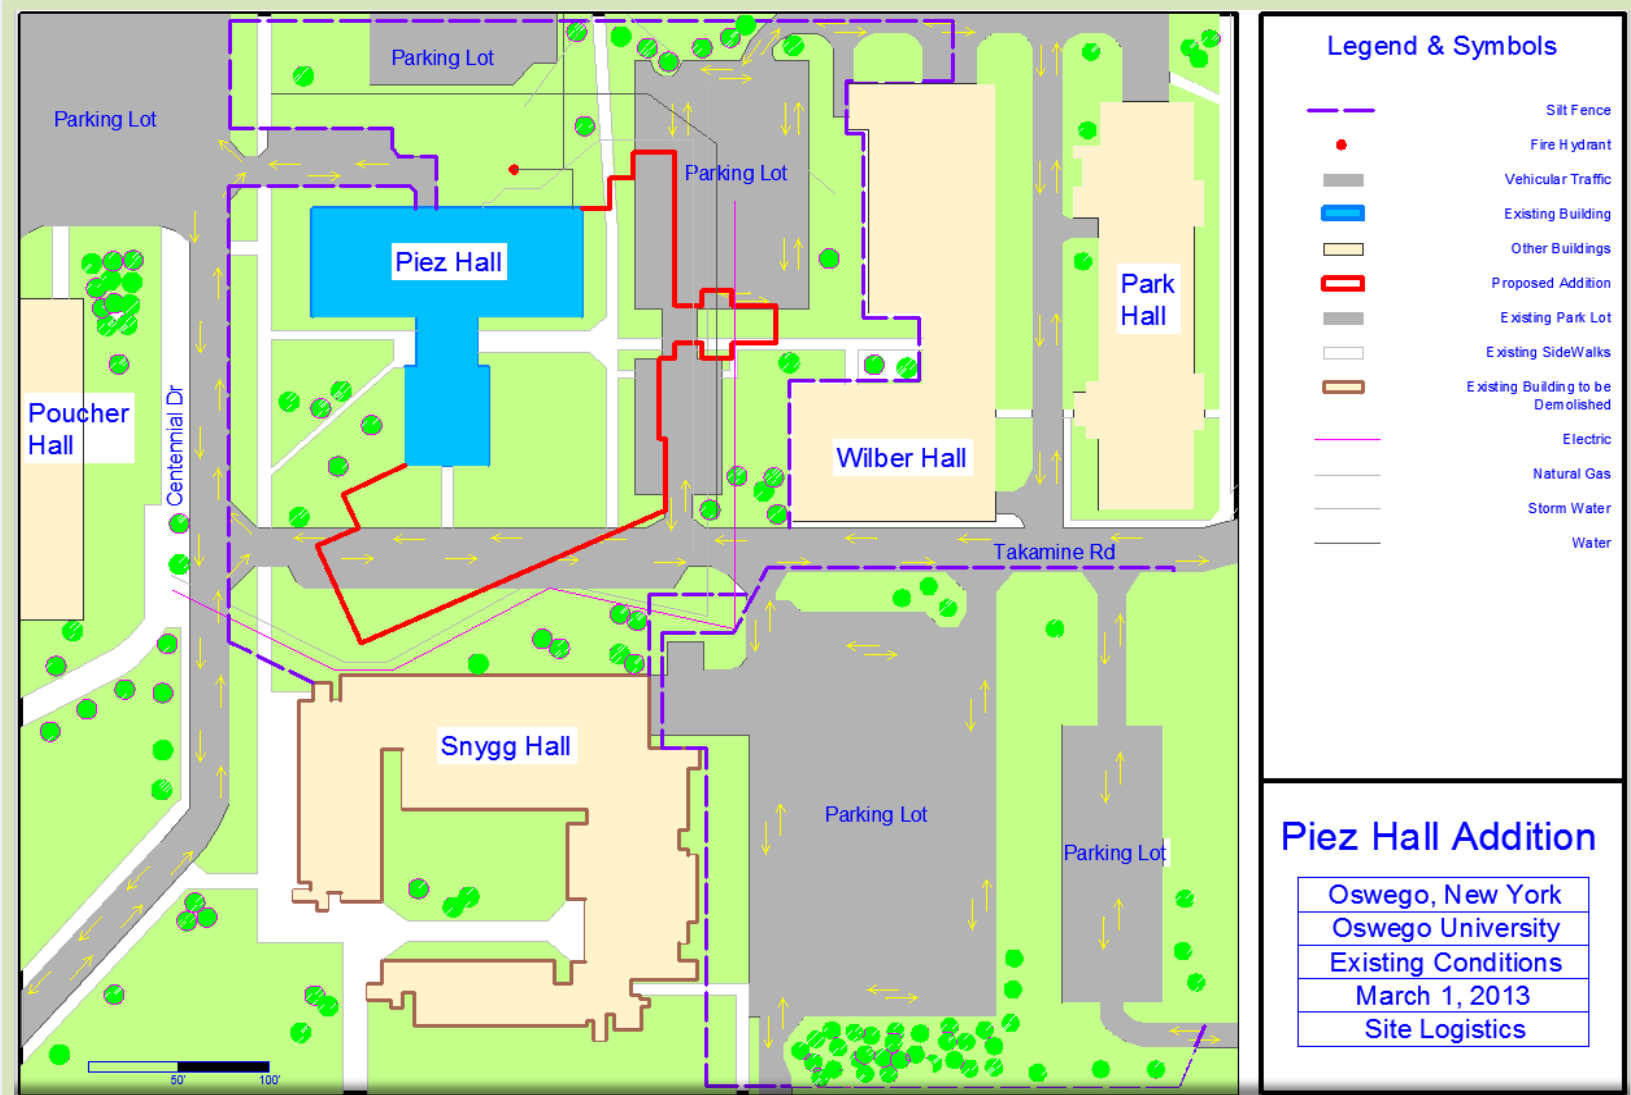 Parking Lot
Parking Lot
Parking Lot
Piez Hall
Park
Hall
Poucher
Hall
Centennial Dr
Wilber Hall
Takamine Rd
Snygg Hall
Parking Lot
Parking Lot
50'
100'
Legend & Symbols
Silt Fence
Fire Hydrant
Vehicular Traffic
Existing Building
Other Buildings
Proposed Addition
Existing Park Lot
Existing SideWalks
Existing Building to be
Demolished
Electric
Natural Gas
Storm Water
Water
Piez Hall Addition
Oswego, New York
Oswego University
Existing Conditions
March 1, 2013
Site Logistics